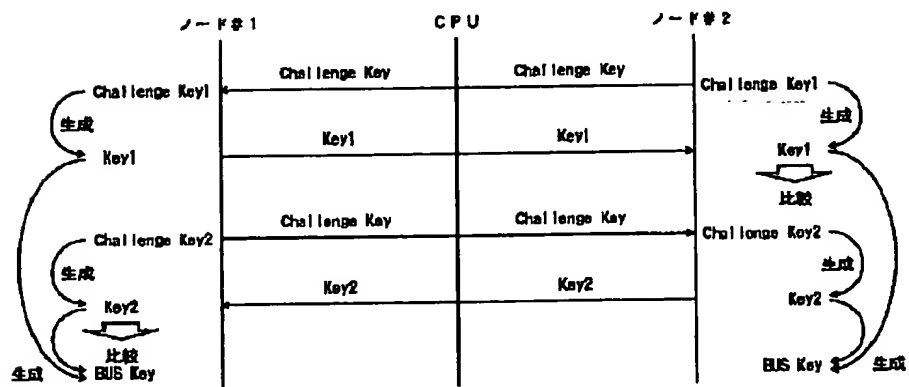 ノード#1
CPU
ノード#2
Challenge Key
Challenge Key
Challenge Key1
Challenge Key1
生成
生成
Key1
Key1
Key1
Key1
比較
Challenge Key
Challenge Key
Challenge Key2
Challenge Key2
生成
生成
Key2
Key2
Key2
Key2
比較
生成
BUS Key
BUS Key
生成